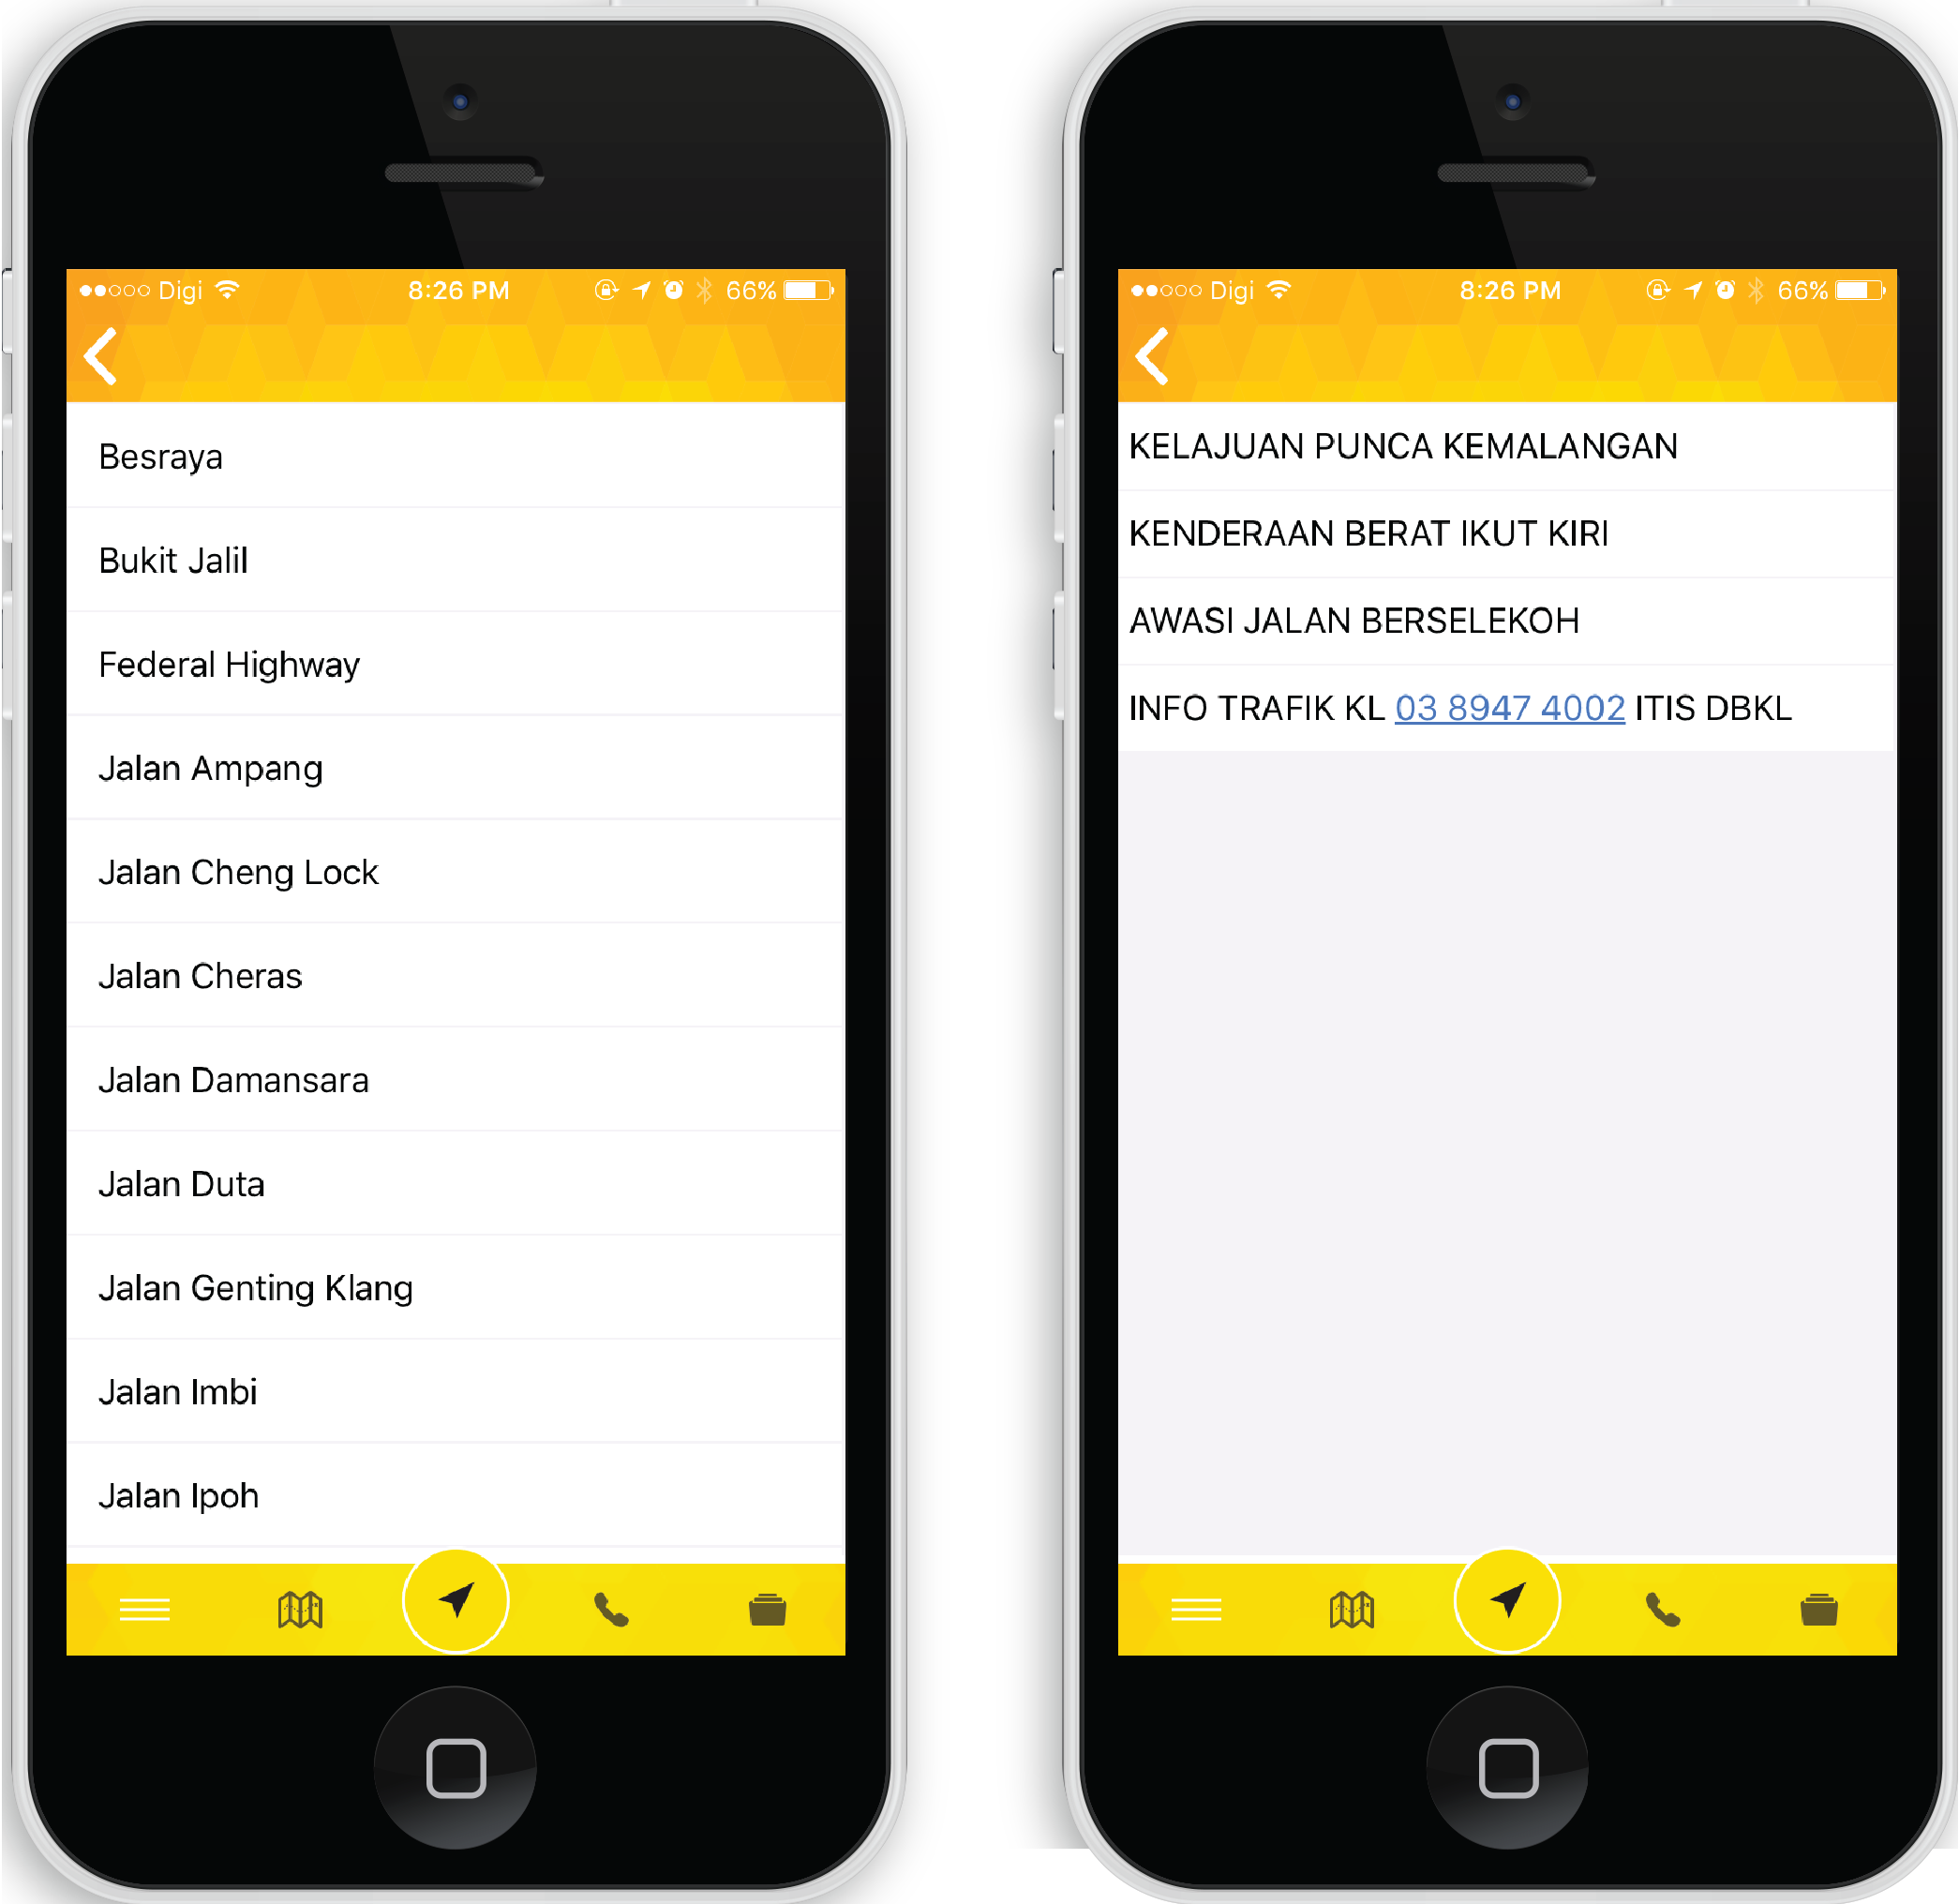 Digi 8:26 PM 66%
Besraya
Bukit Jalil
Federal Highway
Jalan Ampang
Jalan Cheng Lock
Jalan Cheras
Jalan Damansara
Jalan Duta
Jalan Genting Klang
Jalan Imbi
Jalan Ipoh
Digi 8:26 PM 66%
KELAJUAN PUNCA KEMALANGAN
KENDERAAN BERAT IKUT KIRI
AWASI JALAN BERSELEKOH
INFO TRAFIK KL 03 8947 4002 ITIS DBKL